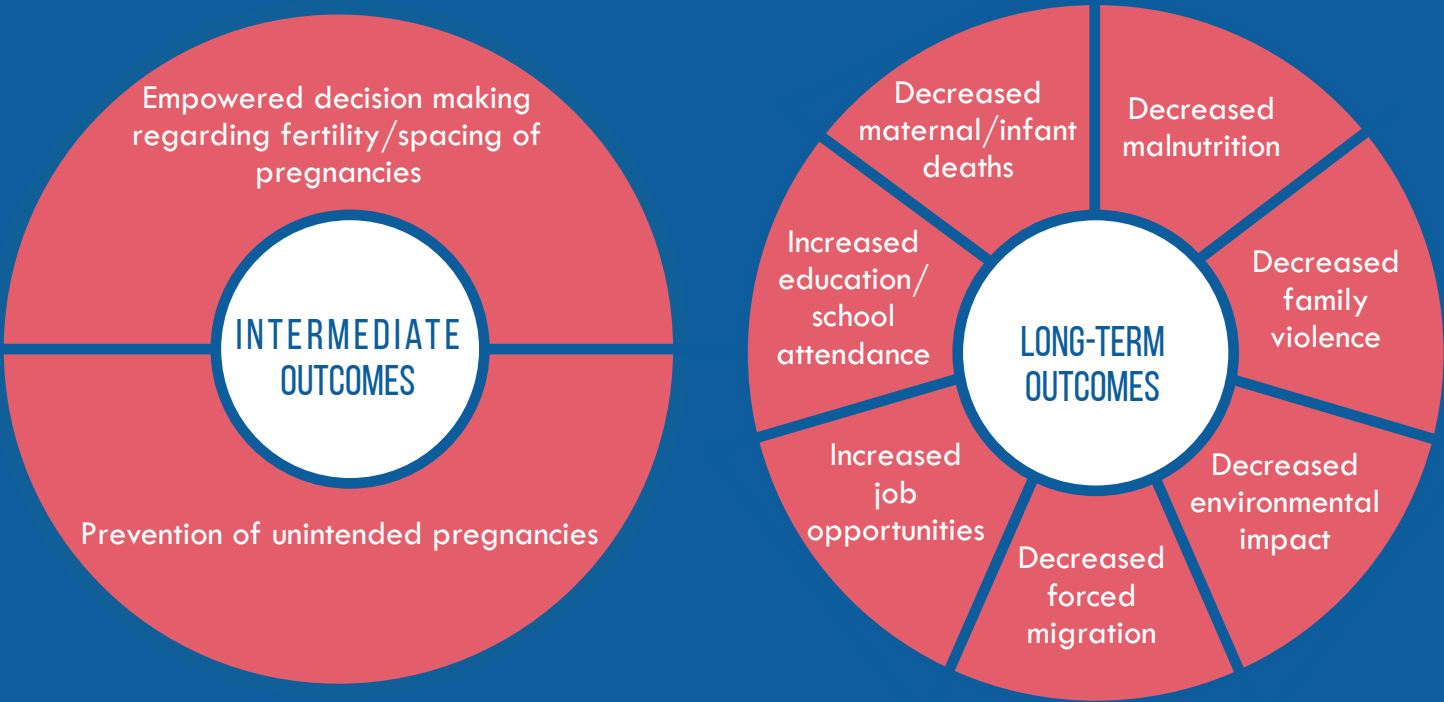 Empowered decision making
regarding fertility/spacing of
pregnancies
INTERMEDIATE
OUTCOMES
Prevention of unintended pregnancies
Decreased
maternal/infant
deaths
Decreased
malnutrition
Decreased
family
violence
Decreased
environmental
impact
Decreased
forced
migration
Increased
job
opportunities
Increased
education/
school
attendance
LONG-TERM
OUTCOMES